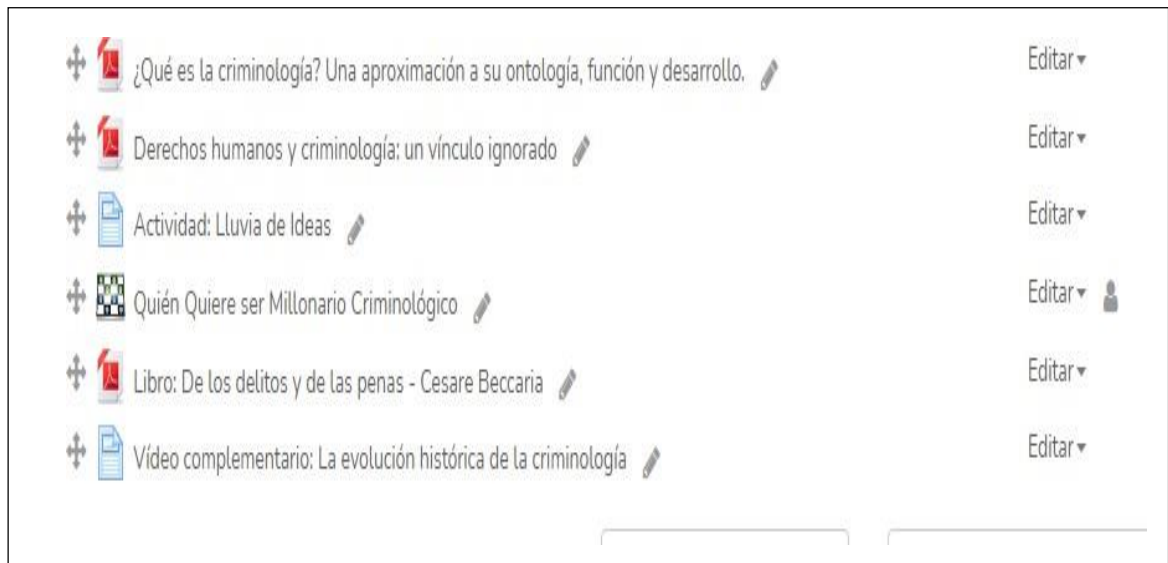 ¿Qué es la criminología? Una aproximación a su ontología, función y desarrollo. Editar
Derechos humanos y criminología: un vínculo ignorado Editar
Actividad: Lluvia de Ideas Editar
Quién Quiere ser Millonario Criminológico Editar
Libro: De los delitos y de las penas - Cesare Beccaria Editar
Vídeo complementario: La evolución histórica de la criminología Editar